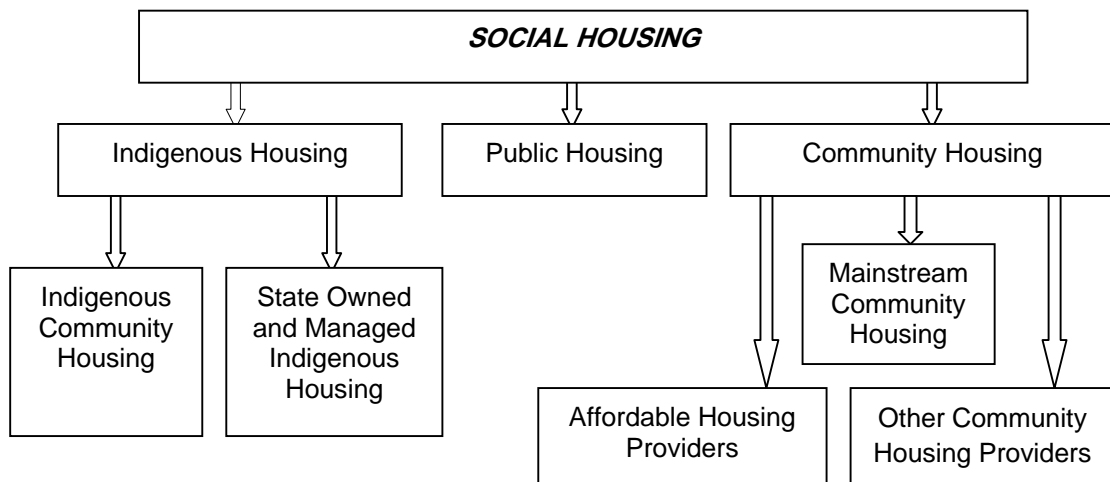 SOCIAL HOUSING
Indigenous Housing
Public Housing
Community Housing
Indigenous
Community
Housing
State Owned
and Managed
Indigenous
Housing
Mainstream
Community
Housing
Affordable Housing
Providers
Other Community
Housing Providers